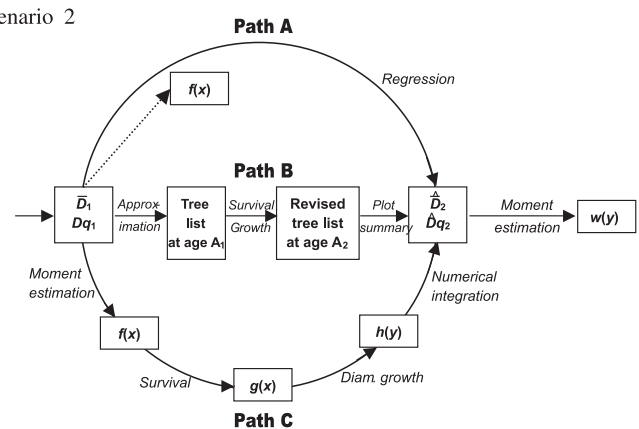 enario 2
Path A
f(x)
Regression
Path B
D̅₁
Dq₁
Approx-
imation
Tree
list
at age A₁
Survival
Growth
Revised
tree list
at age A₂
Plot
summary
D̅̂₂
D̂q₂
Moment
estimation
w(y)
Moment
estimation
f(x)
Survival
g(x)
Diam. growth
h(y)
Numerical
integration
Path C